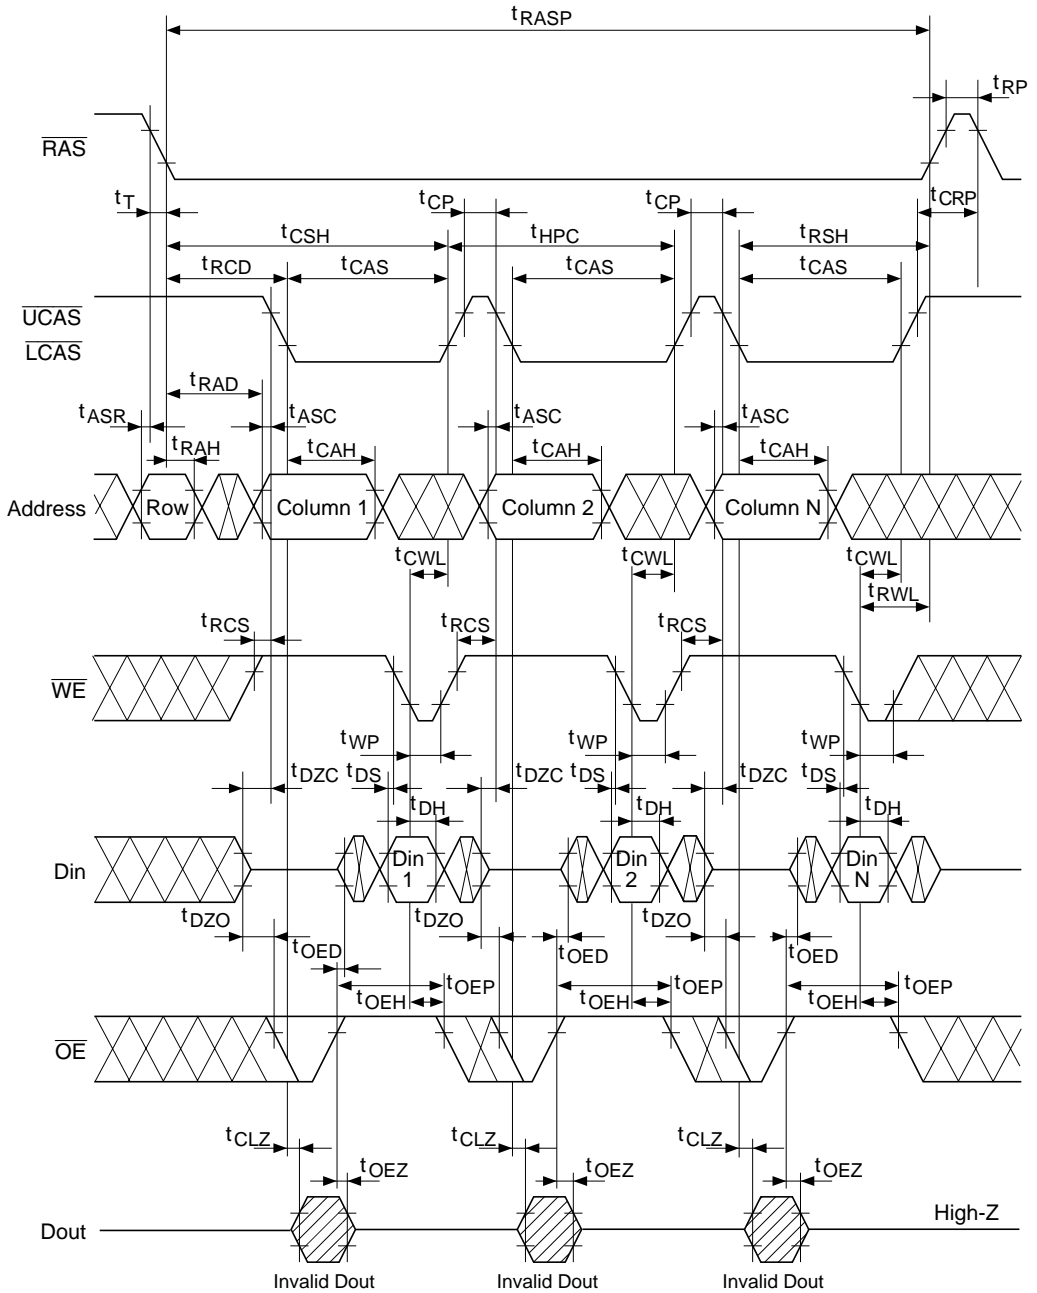 tRASP
tRP
RAS
tT tCP tCP tCRP
tCSH tHPC tRSH
tRCD tCAS tCAS tCAS
UCAS
LCAS
tRAD
tASR tASC tASC tASC
tRAH tCAH tCAH tCAH
Address Row Column 1 Column 2 Column N
tCWL tCWL tCWL
tRWL
tRCS tRCS tRCS
WE
tWP tWP tWP
tDZC tDS tDZC tDS tDZC tDS
tDH tDH tDH
Din Din 1 Din 2 Din N
tDZO tDZO tDZO
tOED tOED tOED
tOEP tOEP tOEP
tOEH tOEH tOEH
OE
tCLZ tCLZ tCLZ
tOEZ tOEZ tOEZ
Dout High-Z
Invalid Dout Invalid Dout Invalid Dout